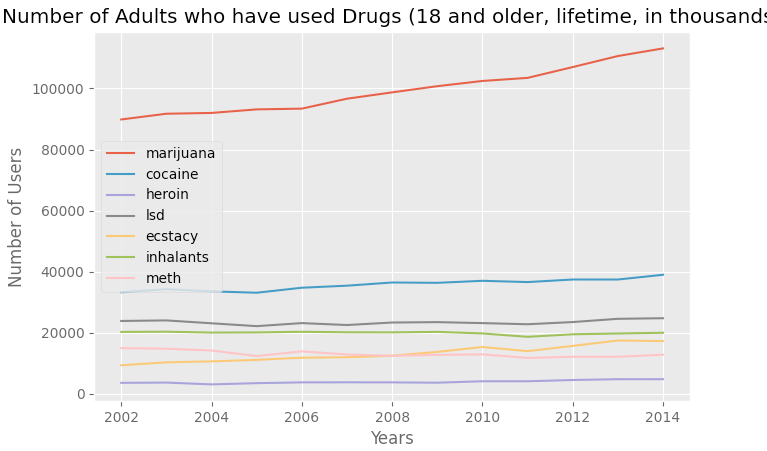 Number of Adults who have used Drugs (18 and older, lifetime, in thousands
100000
80000
60000
40000
20000
0
Number of Users
marijuana
cocaine
heroin
lsd
ecstacy
inhalants
meth
2002 2004 2006 2008 2010 2012 2014
Years